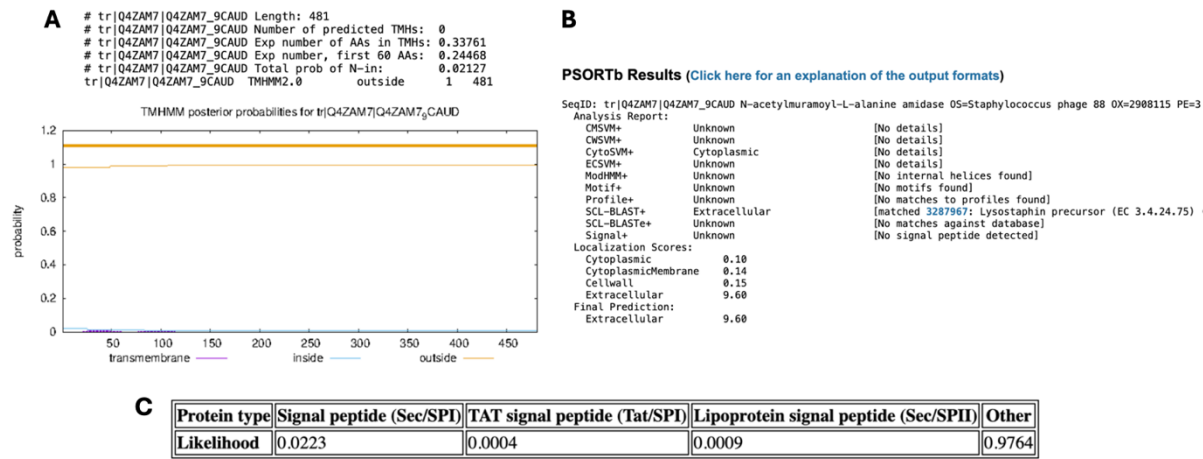 A
# tr|Q4ZAM7|Q4ZAM7_9CAUD Length: 481
# tr|Q4ZAM7|Q4ZAM7_9CAUD Number of predicted TMHs: 0
# tr|Q4ZAM7|Q4ZAM7_9CAUD Exp number of AAs in TMHs: 0.33761
# tr|Q4ZAM7|Q4ZAM7_9CAUD Exp number, first 60 AAs: 0.24468
# tr|Q4ZAM7|Q4ZAM7_9CAUD Total prob of N-in: 0.02127
tr|Q4ZAM7|Q4ZAM7_9CAUD TMHMM2.0 outside 1 481
TMHMM posterior probabilities for tr|Q4ZAM7|Q4ZAM7₉CAUD
probability
1.2
1
0.8
0.6
0.4
0.2
0
50 100 150 200 250 300 350 400 450
transmembrane inside outside
B
PSORTb Results (Click here for an explanation of the output formats)
SeqID: tr|Q4ZAM7|Q4ZAM7_9CAUD N-acetylmuramoyl-L-alanine amidase OS=Staphylococcus phage 88 OX=2908115 PE=3
Analysis Report:
CMSVM+ Unknown [No details]
CWSVM+ Unknown [No details]
CytoSVM+ Cytoplasmic [No details]
ECSVM+ Unknown [No details]
ModHMM+ Unknown [No internal helices found]
Motif+ Unknown [No motifs found]
Profile+ Unknown [No matches to profiles found]
SCL-BLAST+ Extracellular [matched 3287967: Lysostaphin precursor (EC 3.4.24.75)
SCL-BLASTe+ Unknown [No matches against database]
Signal+ Unknown [No signal peptide detected]
Localization Scores:
Cytoplasmic 0.10
CytoplasmicMembrane 0.14
Cellwall 0.15
Extracellular 9.60
Final Prediction:
Extracellular 9.60
C
Protein type Signal peptide (Sec/SPI) TAT signal peptide (Tat/SPI) Lipoprotein signal peptide (Sec/SPII) Other
Likelihood 0.0223 0.0004 0.0009 0.9764